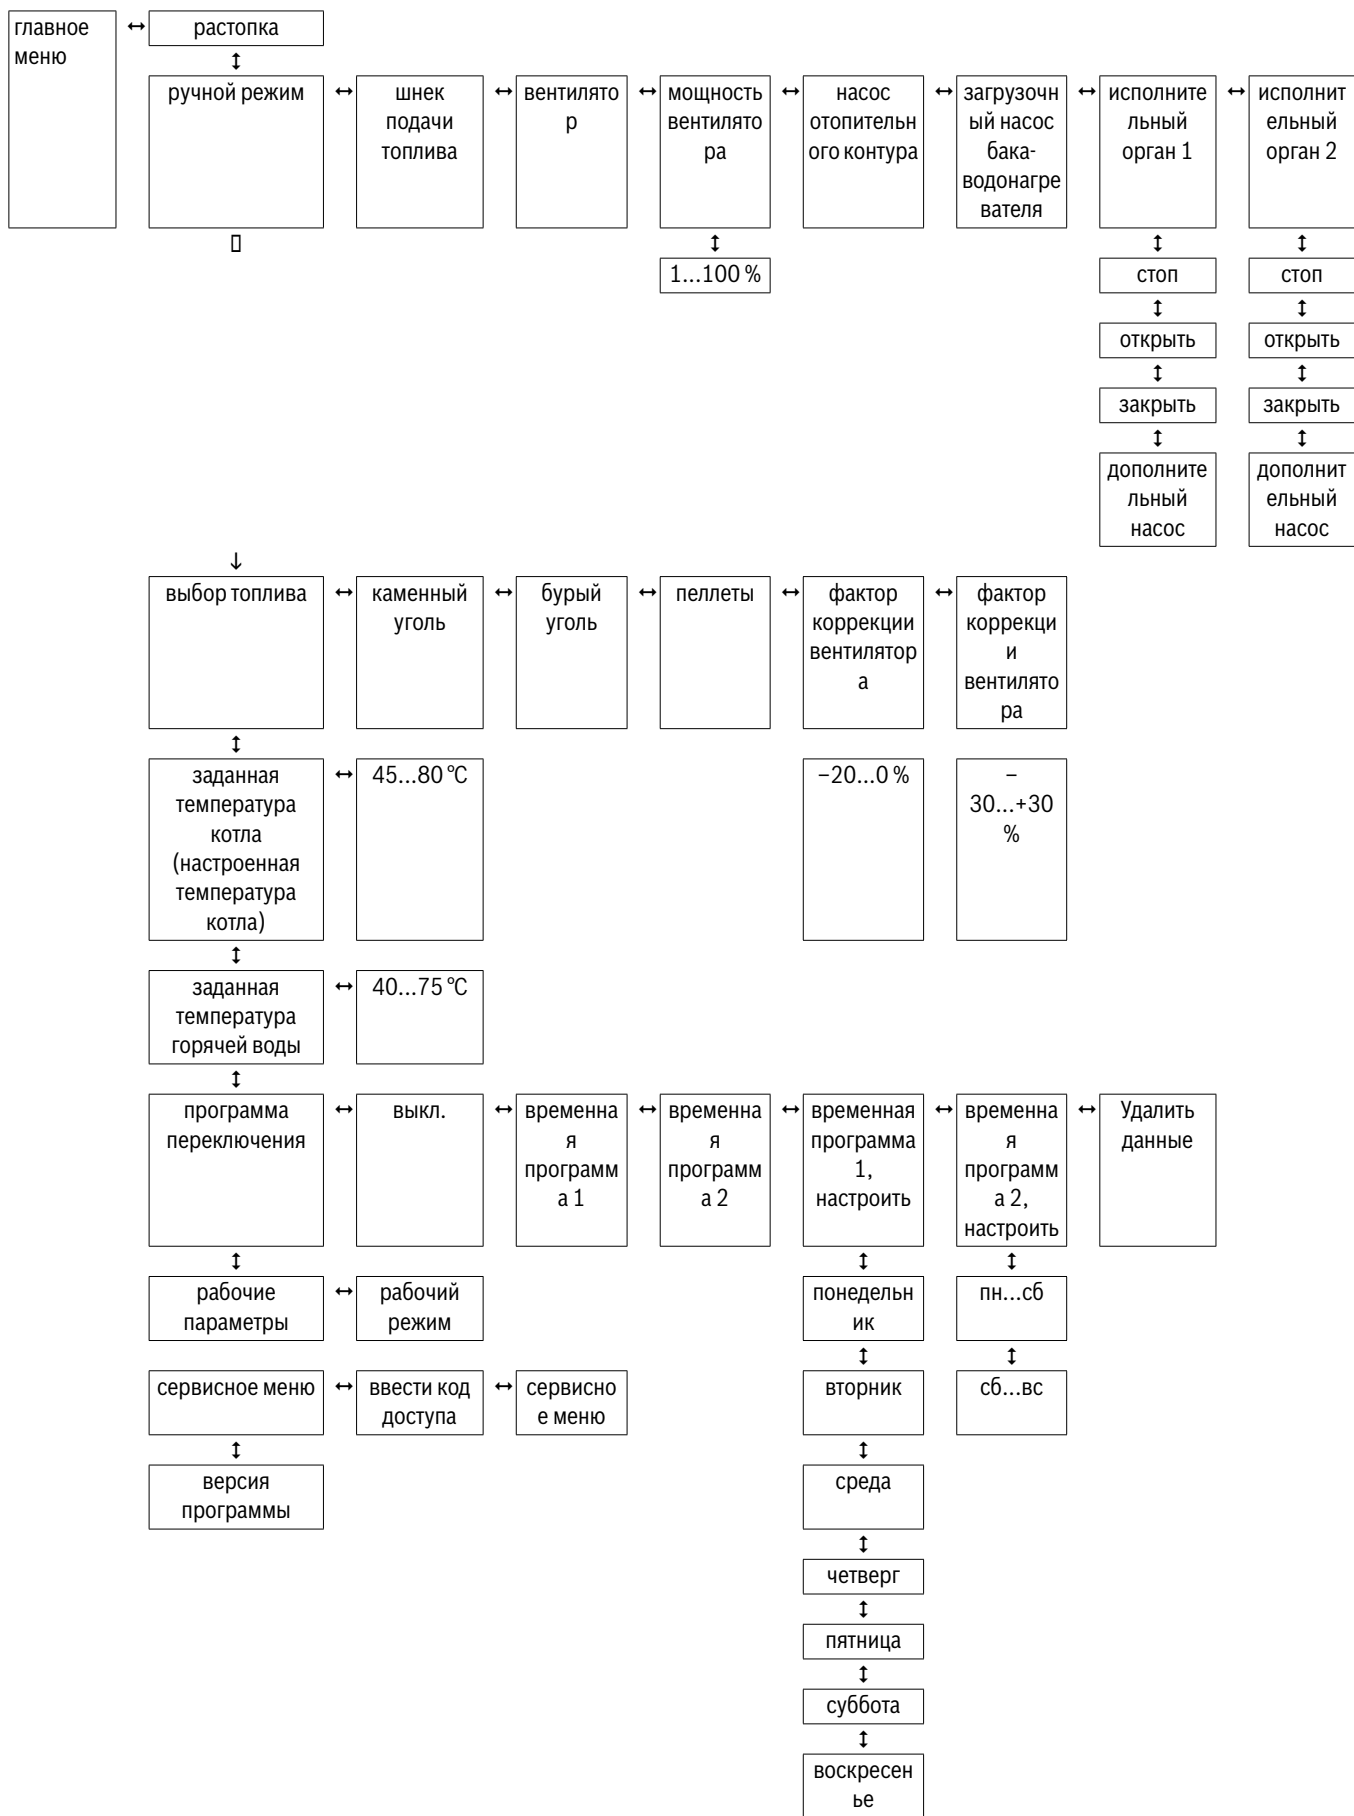 главное
меню
↔
растопка
↕
ручной режим
↔
шнек
подачи
топлива
↔
вентилято
р
↔
мощность
вентилято
ра
↔
насос
отопительн
ого контура
↔
загрузочн
ый насос
бака-
водонагре
вателя
↔
исполните
льный
орган 1
↔
исполнит
ельный
орган 2
▯
↕
1...100 %
↕
стоп
↕
открыть
↕
закрыть
↕
дополните
льный
насос
↕
стоп
↕
открыть
↕
закрыть
↕
дополнит
ельный
насос
↓
выбор топлива
↔
каменный
уголь
↔
бурый
уголь
↔
пеллеты
↔
фактор
коррекции
вентилятор
а
↔
фактор
коррекци
и
вентилято
ра
↕
заданная
температура
котла
(настроенная
температура
котла)
↔
45...80 °C
−20...0 %
−
30...+30
%
↕
заданная
температура
горячей воды
↔
40...75 °C
↕
программа
переключения
↔
выкл.
↔
временна
я
программ
а 1
↔
временна
я
программ
а 2
↔
временная
программа
1,
настроить
↔
временна
я
программ
а 2,
настроить
↔
Удалить
данные
↕
рабочие
параметры
↔
рабочий
режим
↕
понедельн
ик
↕
пн...сб
сервисное меню
↔
ввести код
доступа
↔
сервисно
е меню
↕
вторник
↕
сб...вс
↕
версия
программы
↕
среда
↕
четверг
↕
пятница
↕
суббота
↕
воскресен
ье